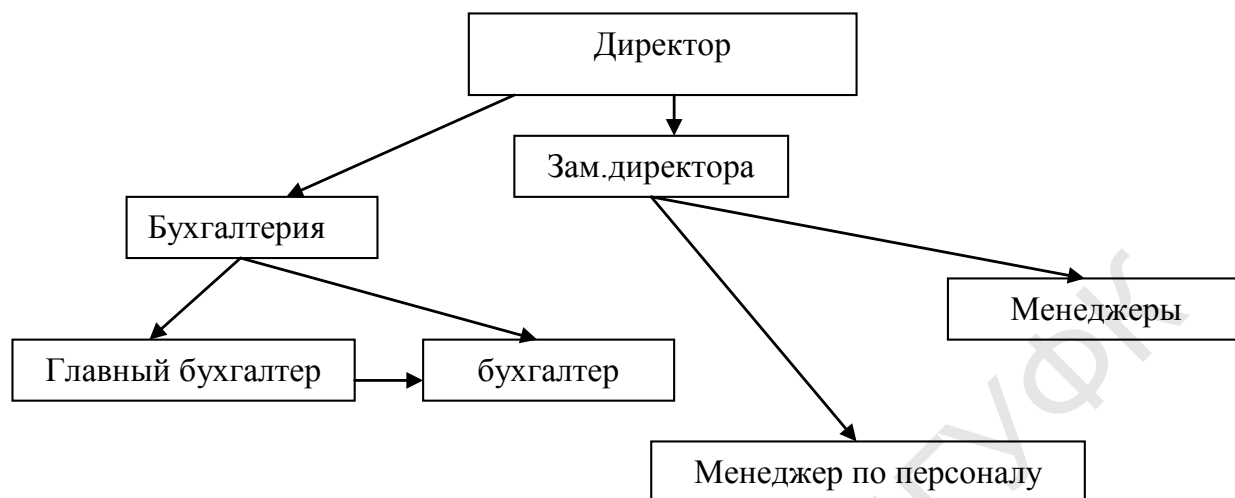 Директор
Зам.директора
Бухгалтерия
Менеджеры
Главный бухгалтер
бухгалтер
Менеджер по персоналу